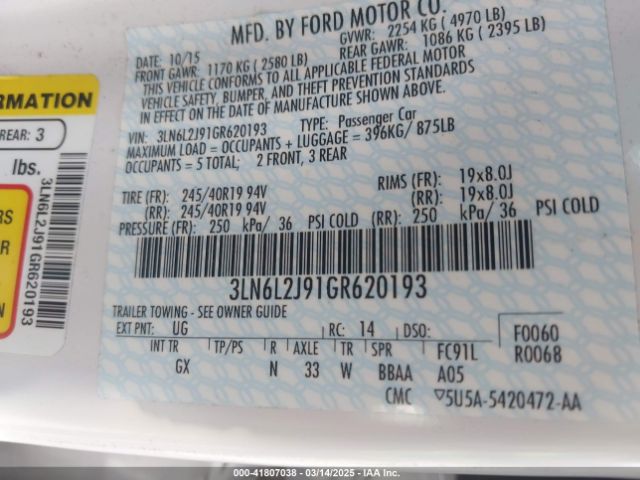 MFD. BY FORD MOTOR CO.
DATE: 10/15 GVWR: 2254 KG ( 4970 LB)
FRONT GAWR: 1170 KG ( 2580 LB) REAR GAWR: 1086 KG ( 2395 LB)
THIS VEHICLE CONFORMS TO ALL APPLICABLE FEDERAL MOTOR
VEHICLE SAFETY, BUMPER, AND THEFT PREVENTION STANDARDS
IN EFFECT ON THE DATE OF MANUFACTURE SHOWN ABOVE.
VIN: 3LN6L2J91GR620193 TYPE: Passenger Car
MAXIMUM LOAD = OCCUPANTS + LUGGAGE = 396KG/ 875LB
OCCUPANTS = 5 TOTAL; 2 FRONT, 3 REAR
TIRE (FR): 245/40R19 94V RIMS (FR): 19x8.0J
(RR): 245/40R19 94V (RR): 19x8.0J
PRESSURE (FR): 250 kPa/ 36 PSI COLD (RR): 250 kPa/ 36 PSI COLD
3LN6L2J91GR620193
TRAILER TOWING - SEE OWNER GUIDE
EXT PNT: UG RC: 14 DSO: F0060
R0068
INT TR TP/PS R AXLE TR SPR FC91L
GX N 33 W BBAA A05
CMC ▽5U5A-5420472-AA
ORMATION
REAR: 3
lbs.
RS
OR
3LN6L2J91GR620193
000-41807038 - 03/14/2025 - IAAI.COM